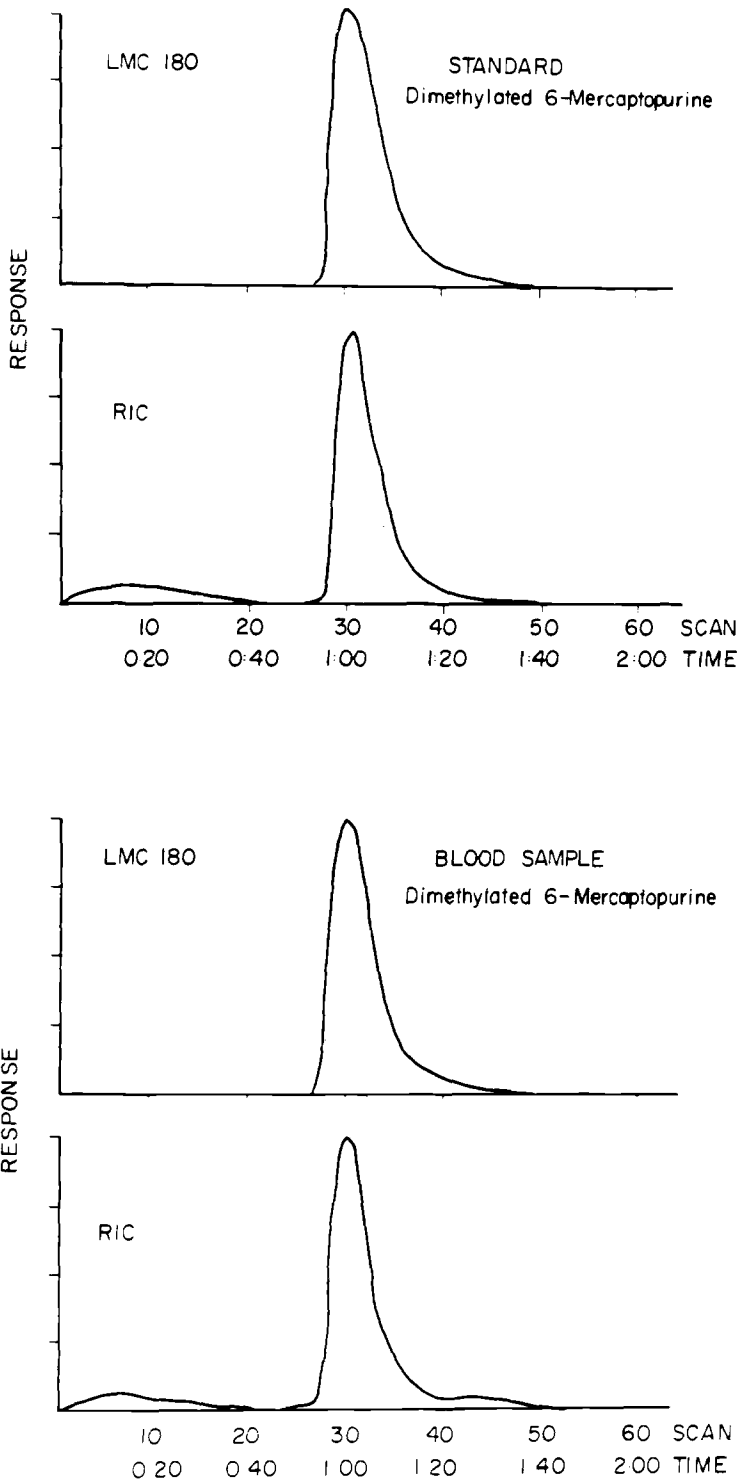 LMC 180
STANDARD
Dimethylated 6-Mercaptopurine
RESPONSE
RIC
10 20 30 40 50 60 SCAN
0:20 0:40 1:00 1:20 1:40 2:00 TIME
LMC 180
BLOOD SAMPLE
Dimethylated 6-Mercaptopurine
RESPONSE
RIC
10 20 30 40 50 60 SCAN
0 20 0 40 1 00 1 20 1 40 2 00 TIME